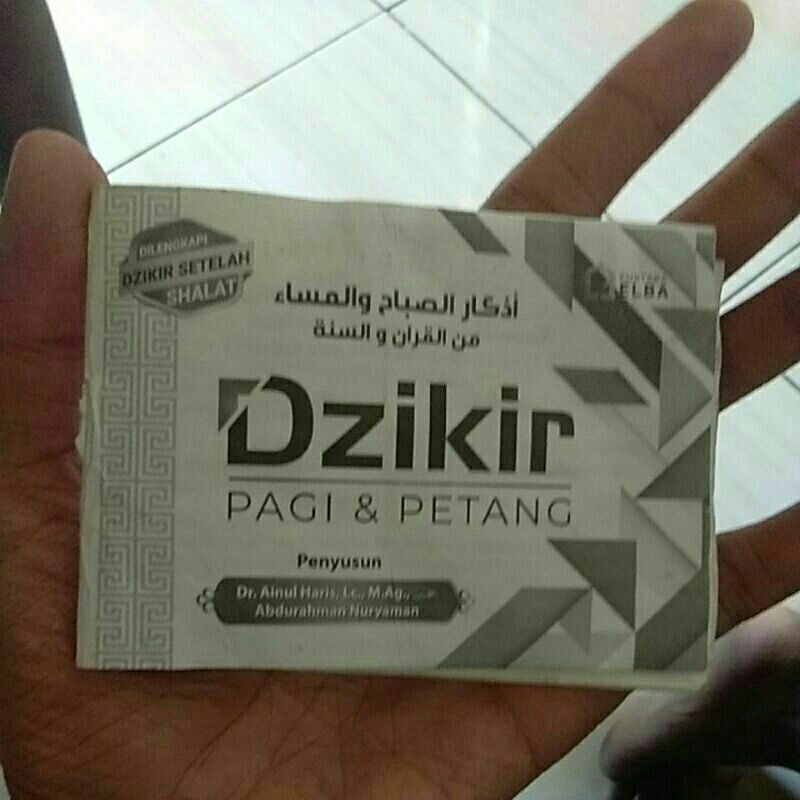 DILENGKAPI
DZIKIR SETELAH
SHALAT
أذكار الصباح والمساء
من القرآن و السنة
PUSTAKA
ELBA
Dzikir
PAGI & PETANG
Penyusun
Dr. Ainul Haris, Lc., M.Ag.,
Abdurahman Nuryaman